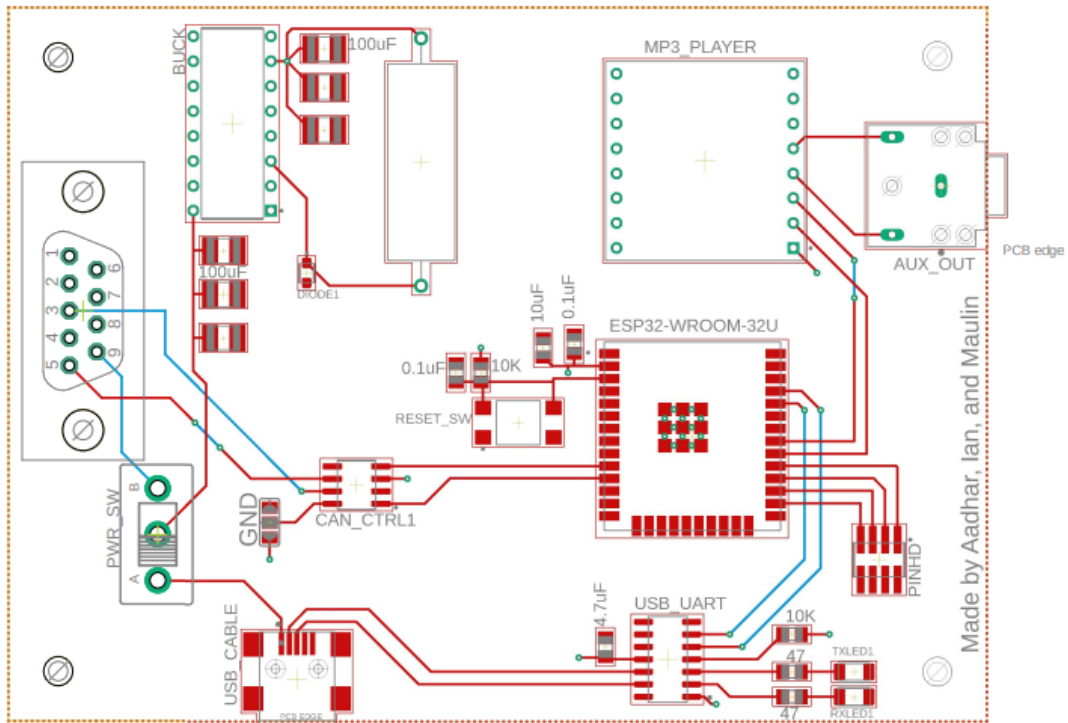 BUCK
100uF
MP3_PLAYER
AUX_OUT
PCB edge
1
2
3
4
5
6
7
8
9
100uF
DIODE1
10uF
0.1uF
ESP32-WROOM-32U
0.1uF
10K
RESET_SW
Made by Aadhar, Ian, and Maulin
PWR_SW
B
A
GND
CAN_CTRL1
PINHD
USB_CABLE
PCB EDGE
4.7uF
USB_UART
10K
47
TXLED1
47
RXLED1